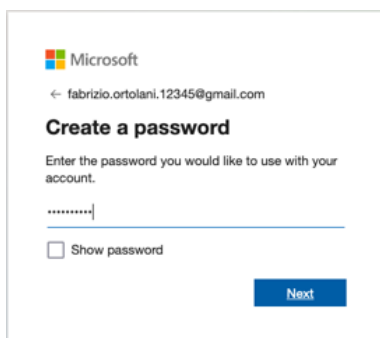 Microsoft
← fabrizio.ortolani.12345@gmail.com
Create a password
Enter the password you would like to use with your
account.
••••••••••
Show password
Next